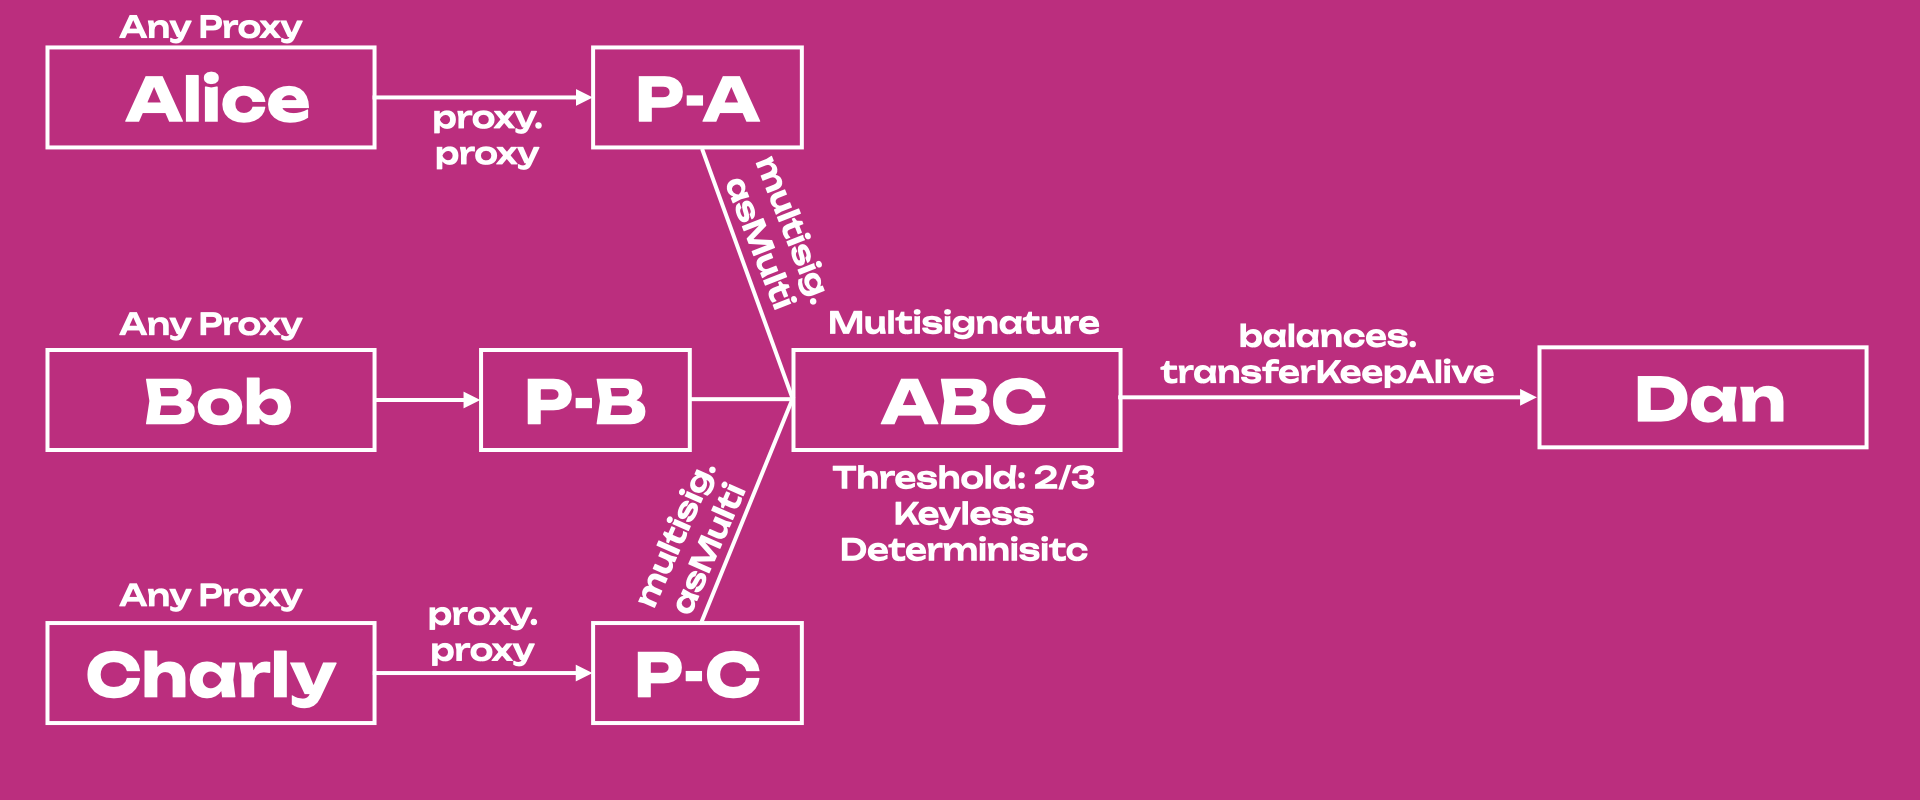 Any Proxy
Alice
proxy.
proxy
P-A
multisig.
asMulti
Any Proxy
Bob
P-B
Multisignature
ABC
Threshold: 2/3
Keyless
Determinisitc
balances.
transferKeepAlive
Dan
Any Proxy
Charly
proxy.
proxy
P-C
multisig.
asMulti